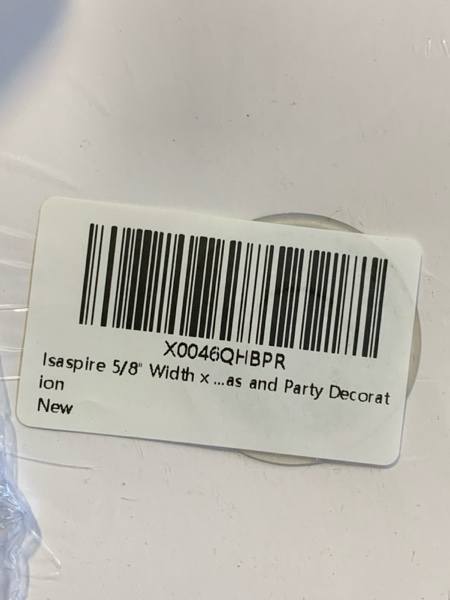 X0046QHBPR
Isaspire 5/8" Width x ...as and Party Decorat
ion
New